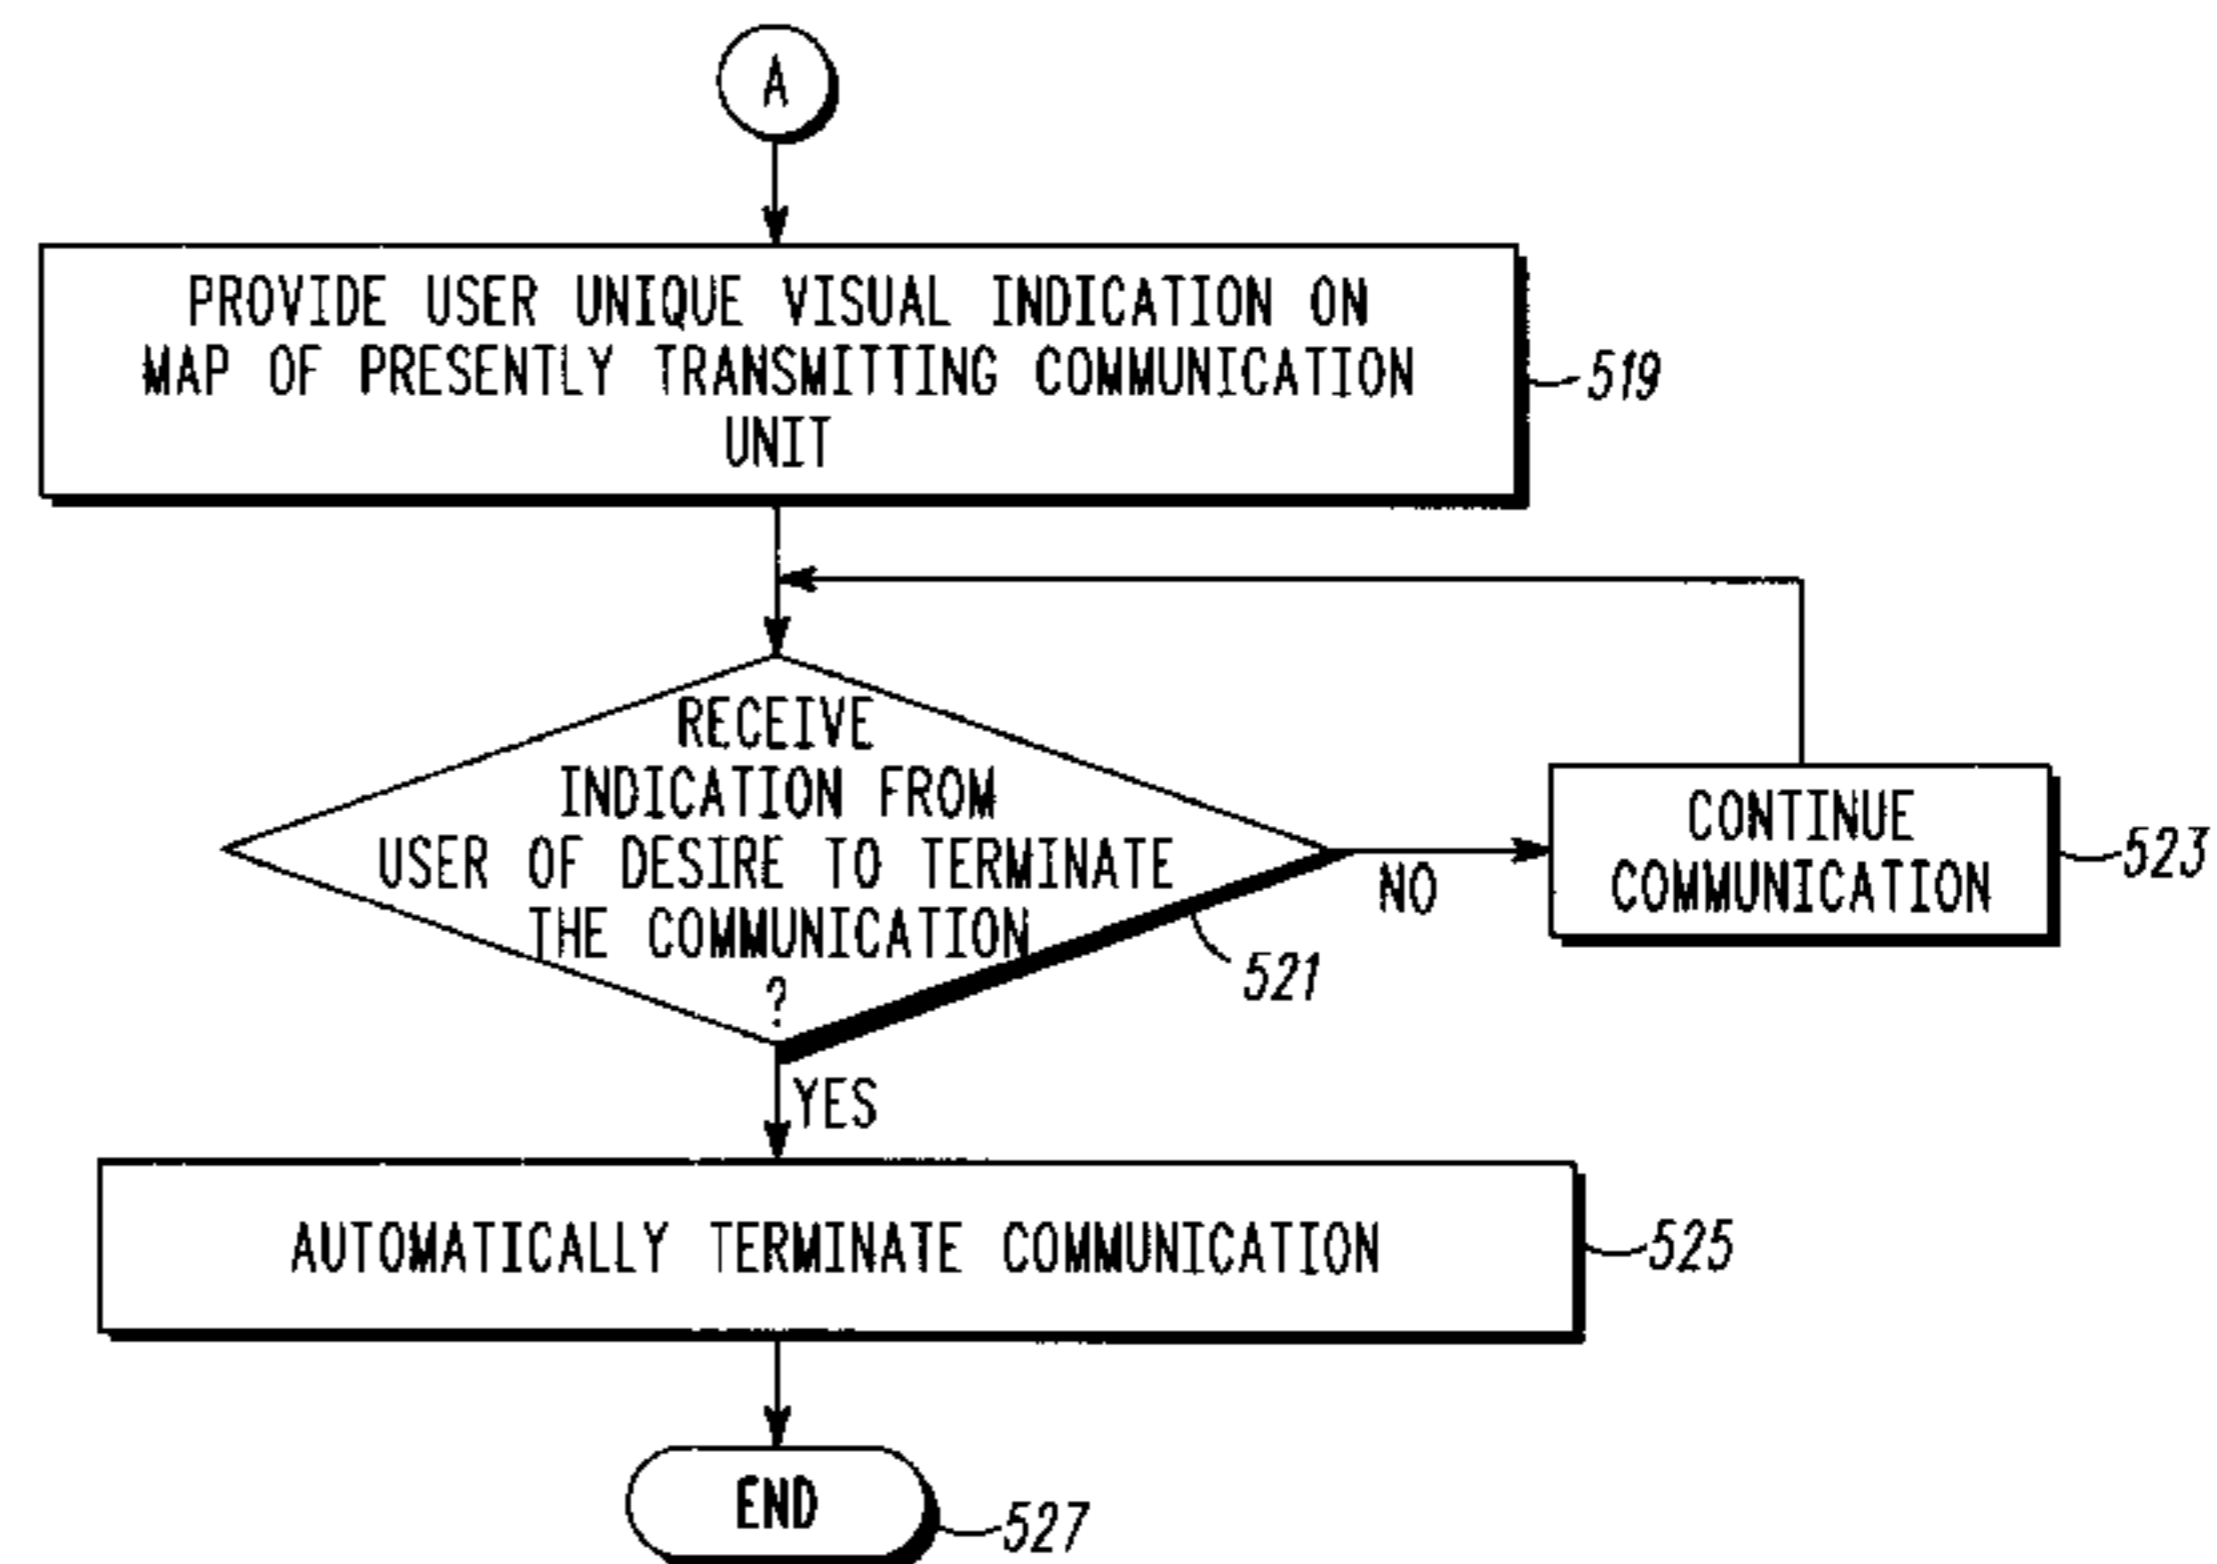 A
PROVIDE USER UNIQUE VISUAL INDICATION ON
MAP OF PRESENTLY TRANSMITTING COMMUNICATION
UNIT
519
RECEIVE
INDICATION FROM
USER OF DESIRE TO TERMINATE
THE COMMUNICATION
?
521
NO
CONTINUE
COMMUNICATION
523
YES
AUTOMATICALLY TERMINATE COMMUNICATION
525
END
527